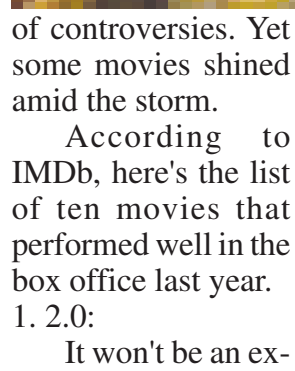 of controversies. Yet
some movies shined
amid the storm.
According to
IMDb, here's the list
of ten movies that
performed well in the
box office last year.
1. 2.0:
It won't be an ex-